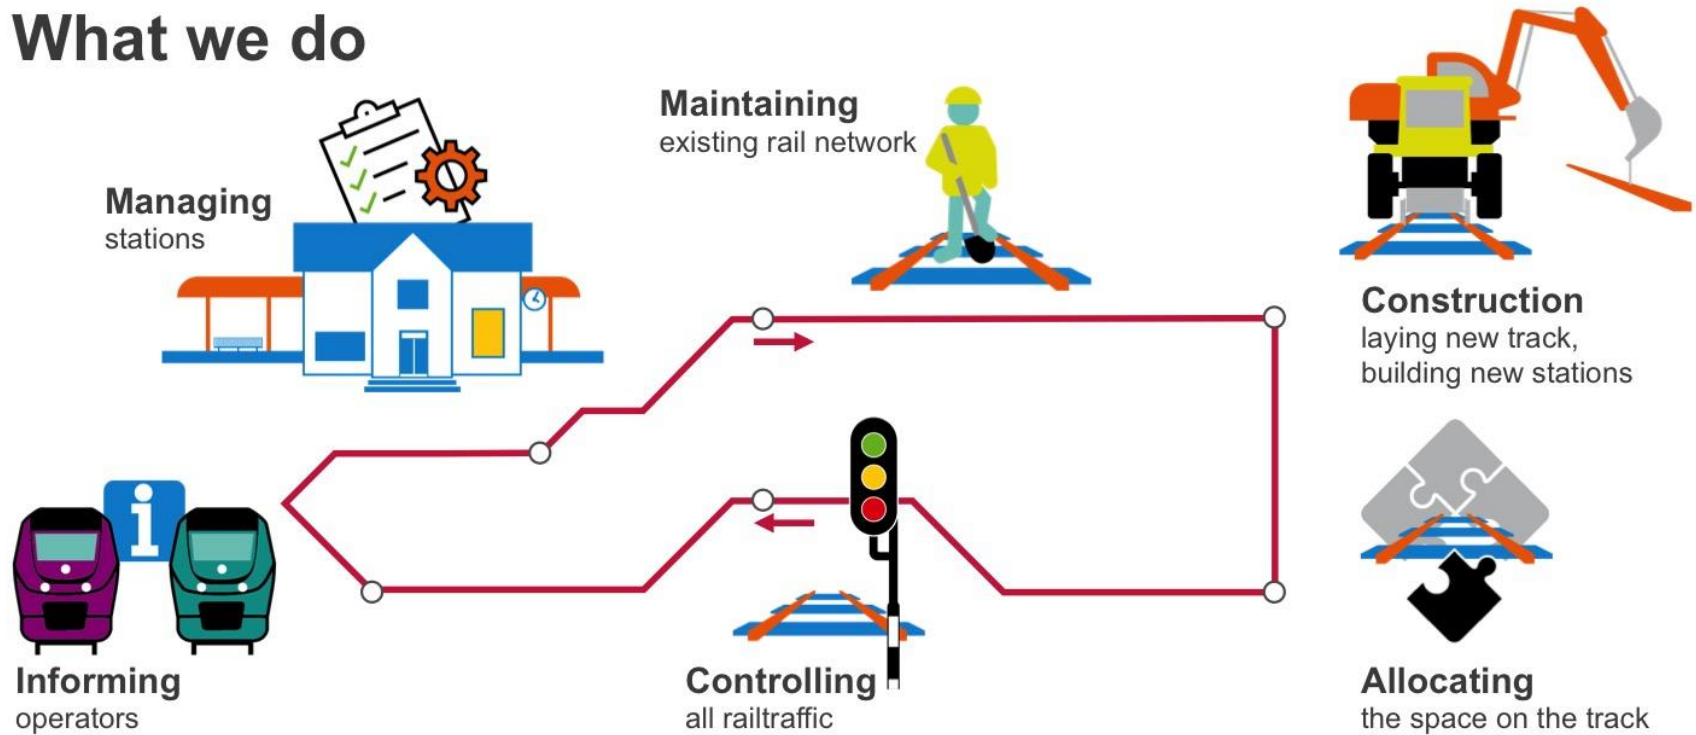 What we do
Managing
stations
Maintaining
existing rail network
Construction
laying new track,
building new stations
i
Informing
operators
Controlling
all railtraffic
Allocating
the space on the track